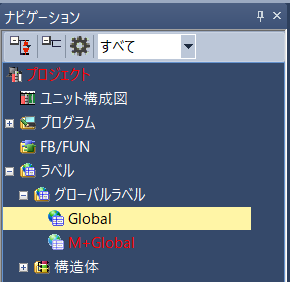 ナビゲーション
すべて
プロジェクト
ユニット構成図
プログラム
FB/FUN
ラベル
グローバルラベル
Global
M+Global
構造体